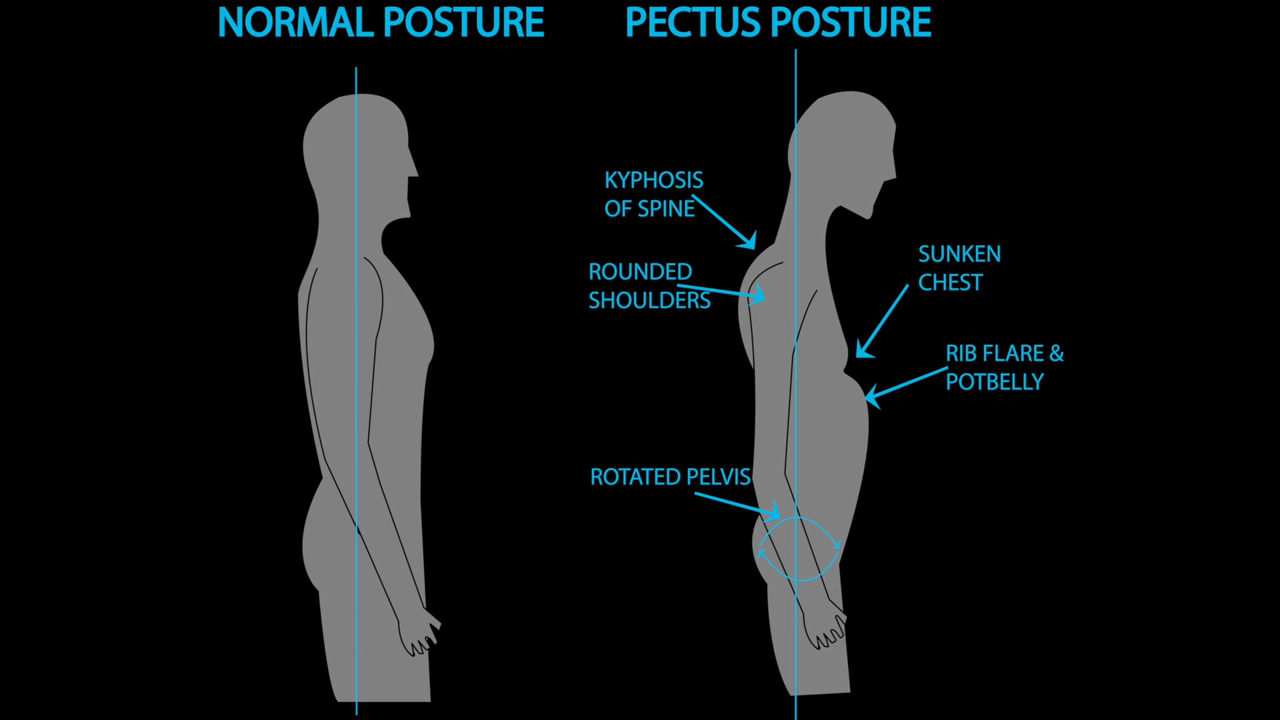 NORMAL POSTURE
PECTUS POSTURE
KYPHOSIS
OF SPINE
ROUNDED
SHOULDERS
SUNKEN
CHEST
RIB FLARE &
POTBELLY
ROTATED PELVIS